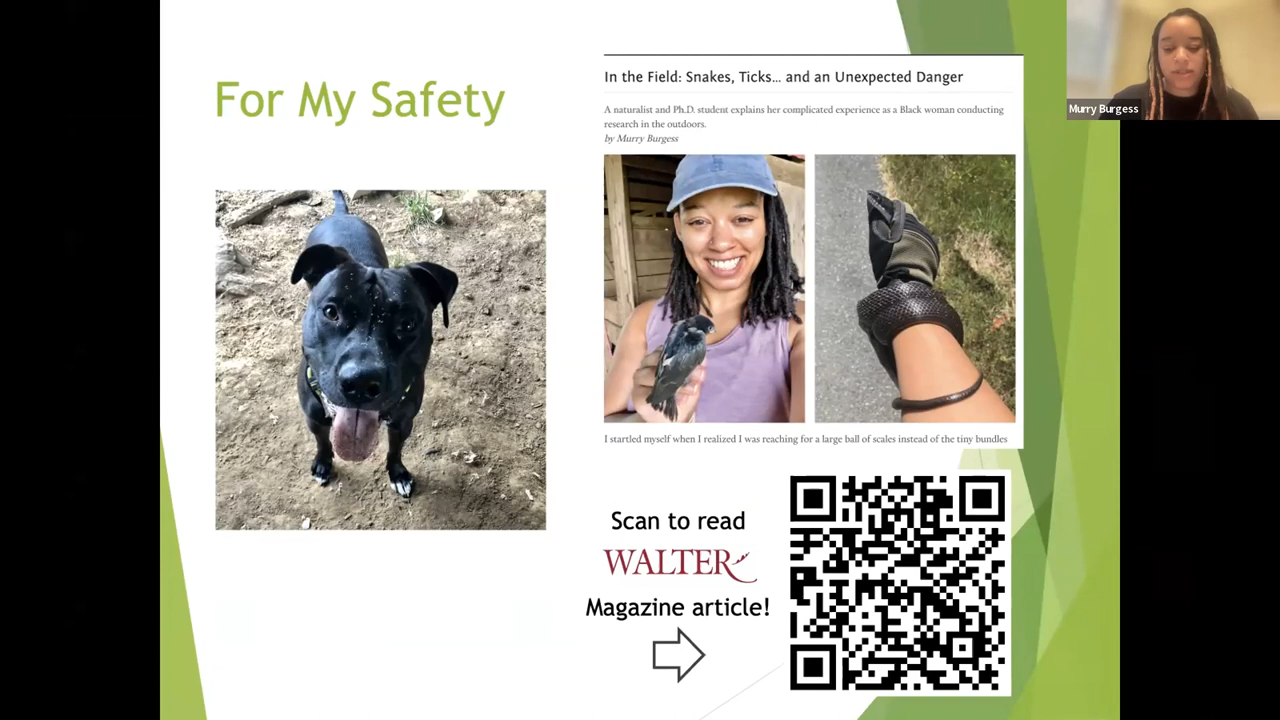 For My Safety
In the Field: Snakes, Ticks... and an Unexpected Danger
A naturalist and Ph.D. student explains her complicated experience as a Black woman conducting
research in the outdoors.
by Murry Burgess
I startled myself when I realized I was reaching for a large ball of scales instead of the tiny bundles
Scan to read
WALTER
Magazine article!
Murry Burgess